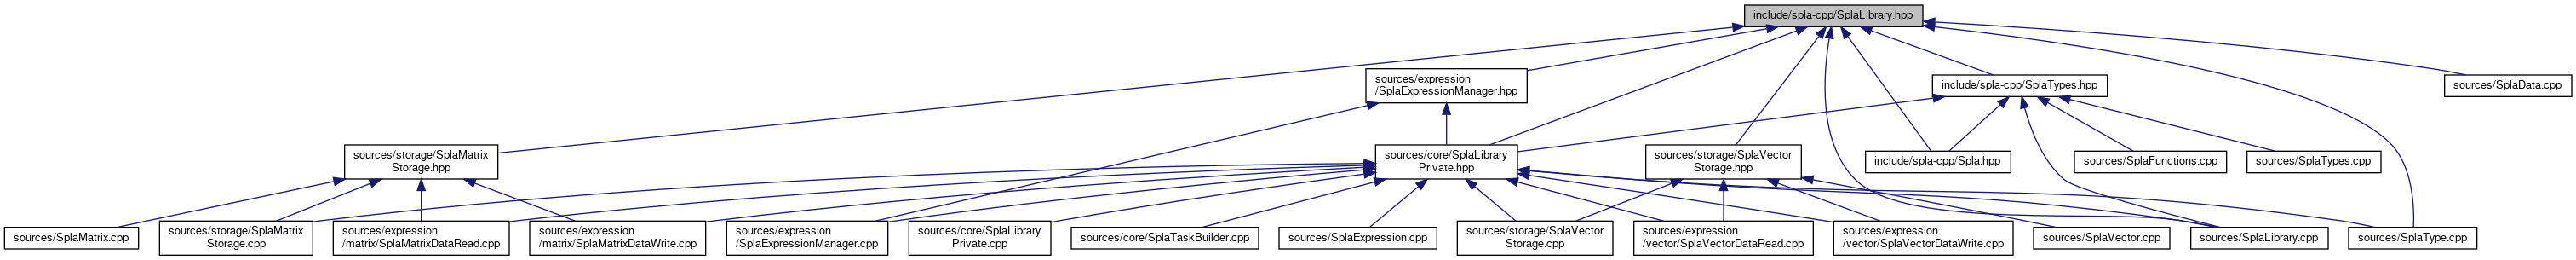 include/spla-cpp/SplaLibrary.hpp
sources/expression
/SplaExpressionManager.hpp
include/spla-cpp/SplaTypes.hpp
sources/SplaData.cpp
sources/storage/SplaMatrix
Storage.hpp
sources/core/SplaLibrary
Private.hpp
sources/storage/SplaVector
Storage.hpp
include/spla-cpp/Spla.hpp
sources/SplaFunctions.cpp
sources/SplaTypes.cpp
sources/SplaMatrix.cpp
sources/storage/SplaMatrix
Storage.cpp
sources/expression
/matrix/SplaMatrixDataRead.cpp
sources/expression
/matrix/SplaMatrixDataWrite.cpp
sources/expression
/SplaExpressionManager.cpp
sources/core/SplaLibrary
Private.cpp
sources/core/SplaTaskBuilder.cpp
sources/SplaExpression.cpp
sources/storage/SplaVector
Storage.cpp
sources/expression
/vector/SplaVectorDataRead.cpp
sources/expression
/vector/SplaVectorDataWrite.cpp
sources/SplaVector.cpp
sources/SplaLibrary.cpp
sources/SplaType.cpp